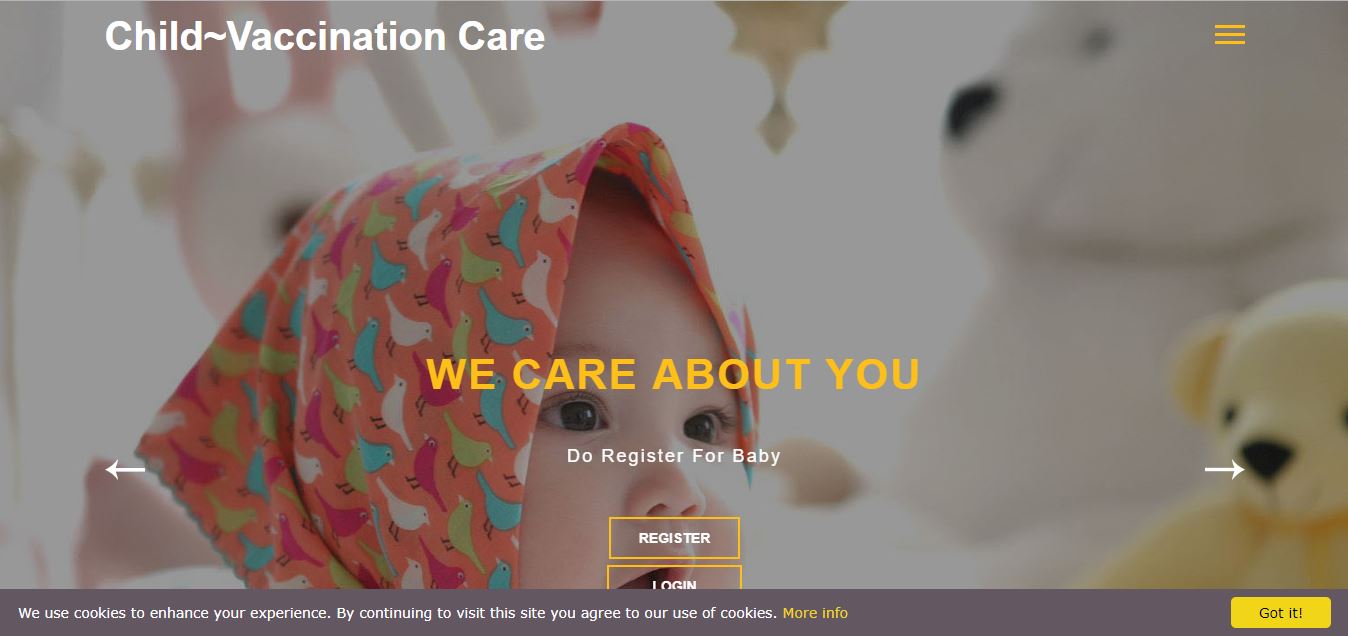 Child~Vaccination Care
WE CARE ABOUT YOU
Do Register For Baby
REGISTER
LOGIN
We use cookies to enhance your experience. By continuing to visit this site you agree to our use of cookies. More info
Got it!